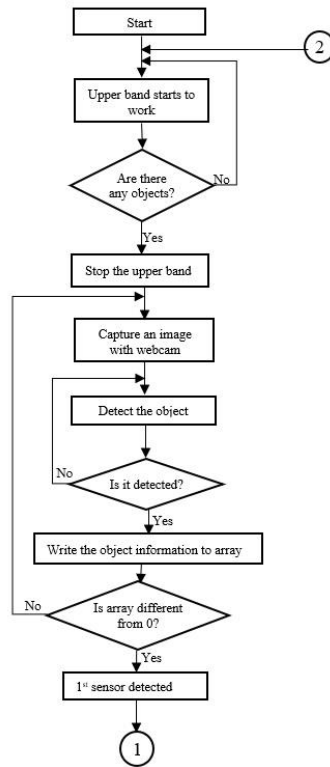 Start
2
Upper band starts to
work
Are there
any objects?
No
Yes
Stop the upper band
Capture an image
with webcam
Detect the object
Is it detected?
No
Yes
Write the object information to array
Is array different
from 0?
No
Yes
1st sensor detected
1